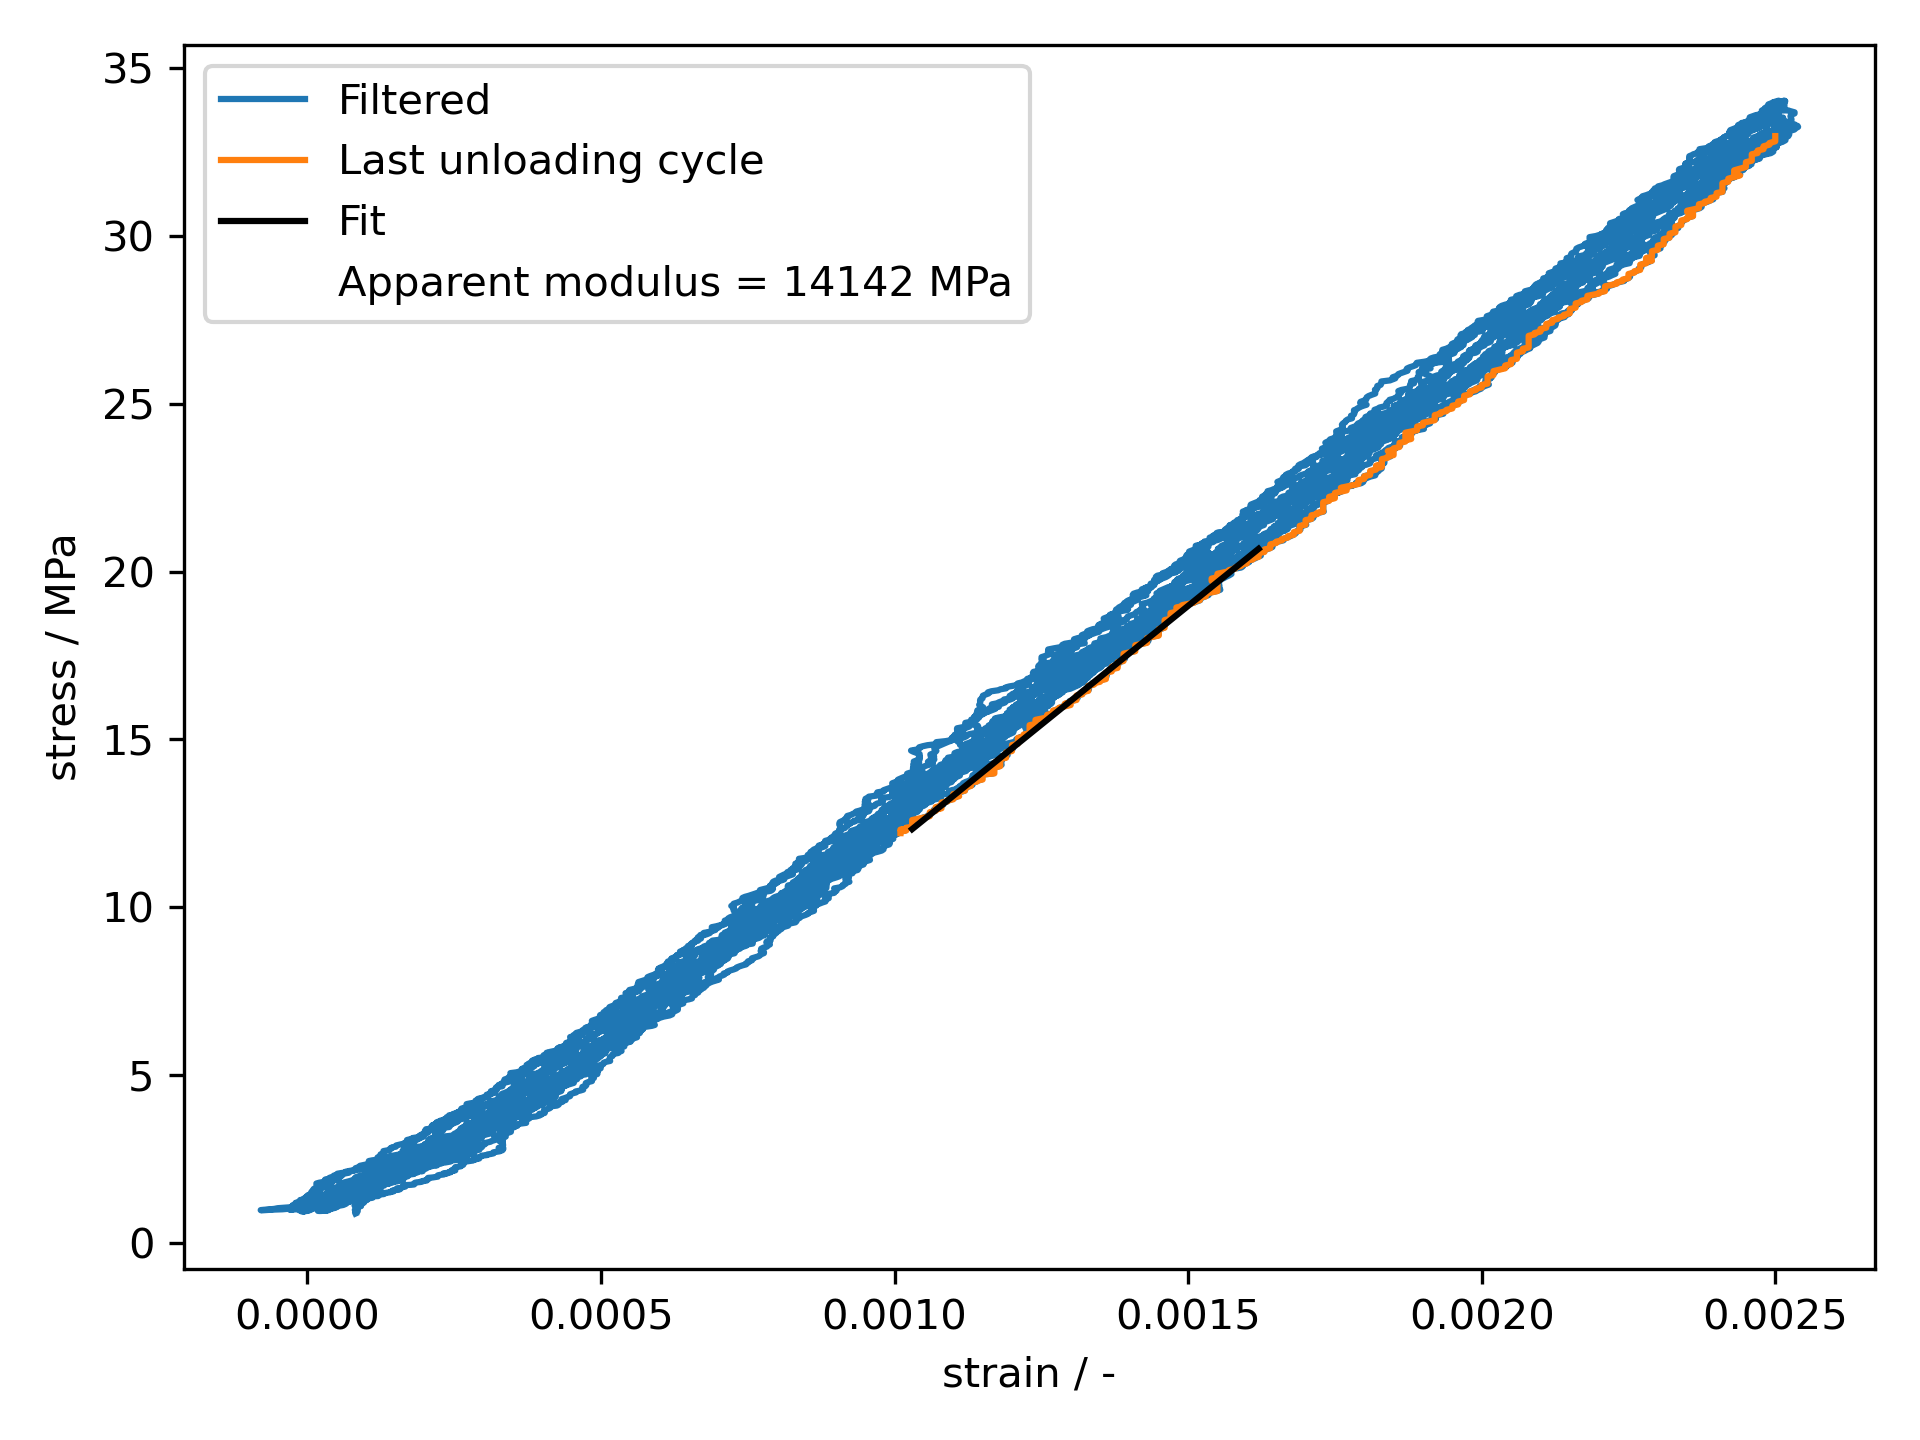 35
30
25
20
15
10
5
0
stress / MPa
Filtered
Last unloading cycle
Fit
Apparent modulus = 14142 MPa
0.0000 0.0005 0.0010 0.0015 0.0020 0.0025
strain / -